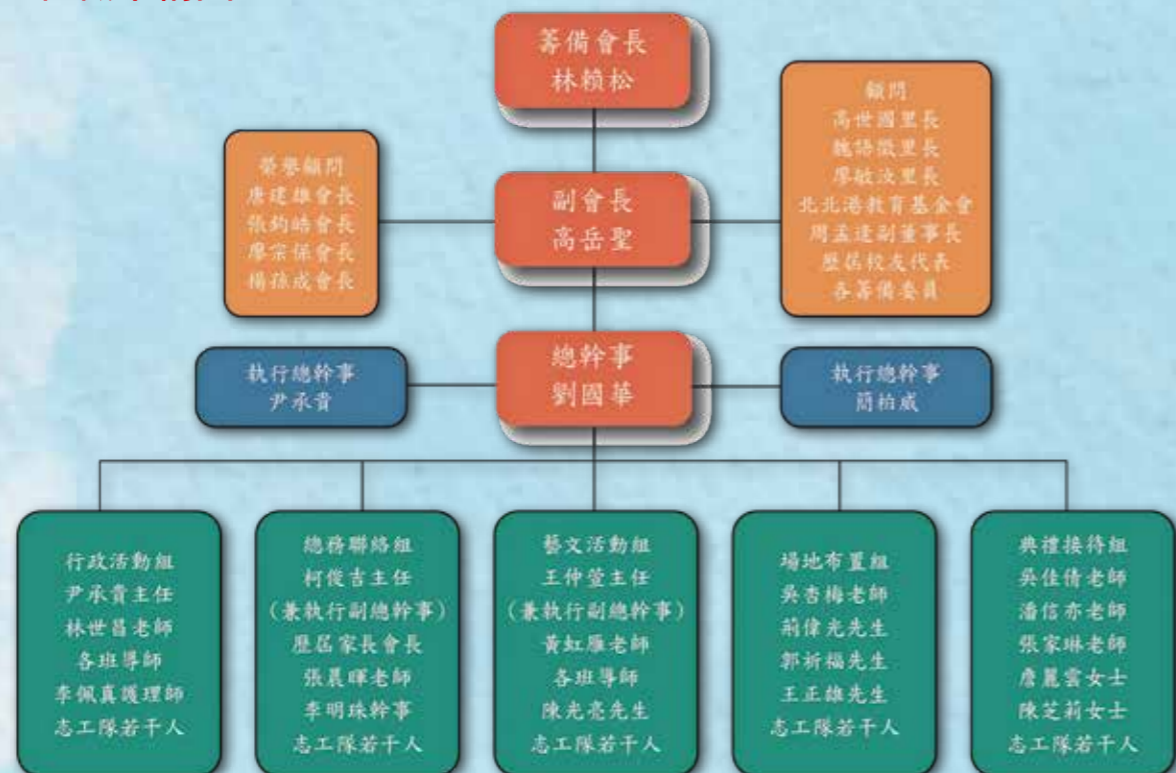 籌備會長
林賴松
榮譽顧問
唐建雄會長
張鈞皓會長
廖宗保會長
楊孫成會長
副會長
高岳聖
顧問
高世國里長
魏語微里長
廖敏汝里長
北北港教育基金會
周孟達副董事長
歷屆校友代表
各籌備委員
執行總幹事
尹承貴
總幹事
劉國華
執行總幹事
簡柏威
行政活動組
尹承貴主任
林世昌老師
各班導師
李佩真護理師
志工隊若干人
總務聯絡組
柯俊吉主任
(兼執行副總幹事)
歷屆家長會長
張晨暉老師
李明珠幹事
志工隊若干人
藝文活動組
王仲萱主任
(兼執行副總幹事)
黃虹雁老師
各班導師
陳光亮先生
志工隊若干人
場地布置組
吳杏梅老師
荊偉光先生
郭祈福先生
王正雄先生
志工隊若干人
典禮接待組
吳佳倩老師
潘信亦老師
張家琳老師
詹麗雲女士
陳芝莉女士
志工隊若干人